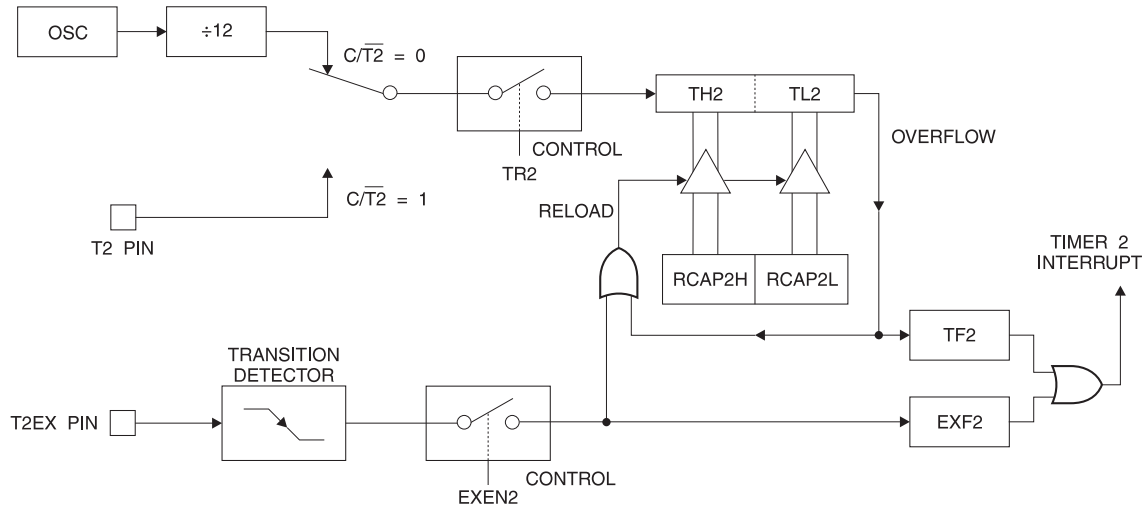 OSC
÷12
C/T2 = 0
TH2
TL2
OVERFLOW
CONTROL
TR2
C/T2 = 1
T2 PIN
RELOAD
RCAP2H
RCAP2L
TIMER 2
INTERRUPT
TF2
TRANSITION
DETECTOR
T2EX PIN
EXF2
CONTROL
EXEN2